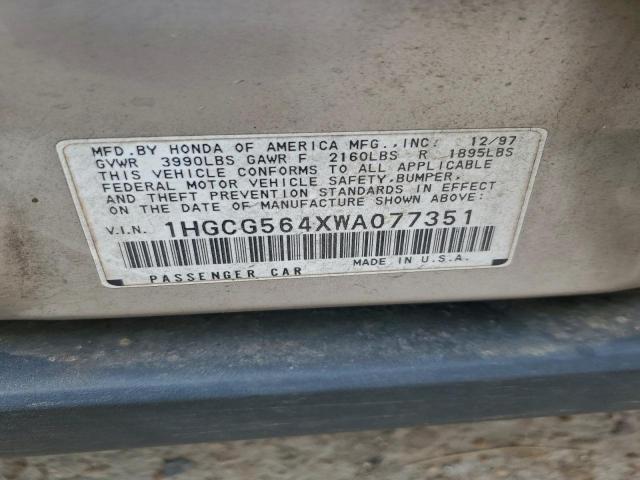 MFD.BY HONDA OF AMERICA MFG.,INC: 12/97
GVWR 3990LBS GAWR F 2160LBS R 1895LBS
THIS VEHICLE CONFORMS TO ALL APPLICABLE
FEDERAL MOTOR VEHICLE SAFETY,BUMPER,
AND THEFT PREVENTION STANDARDS IN EFFECT
ON THE DATE OF MANUFACTURE SHOWN ABOVE:
V.I.N. 1HGCG564XWA077351
PASSENGER CAR MADE IN U.S.A.